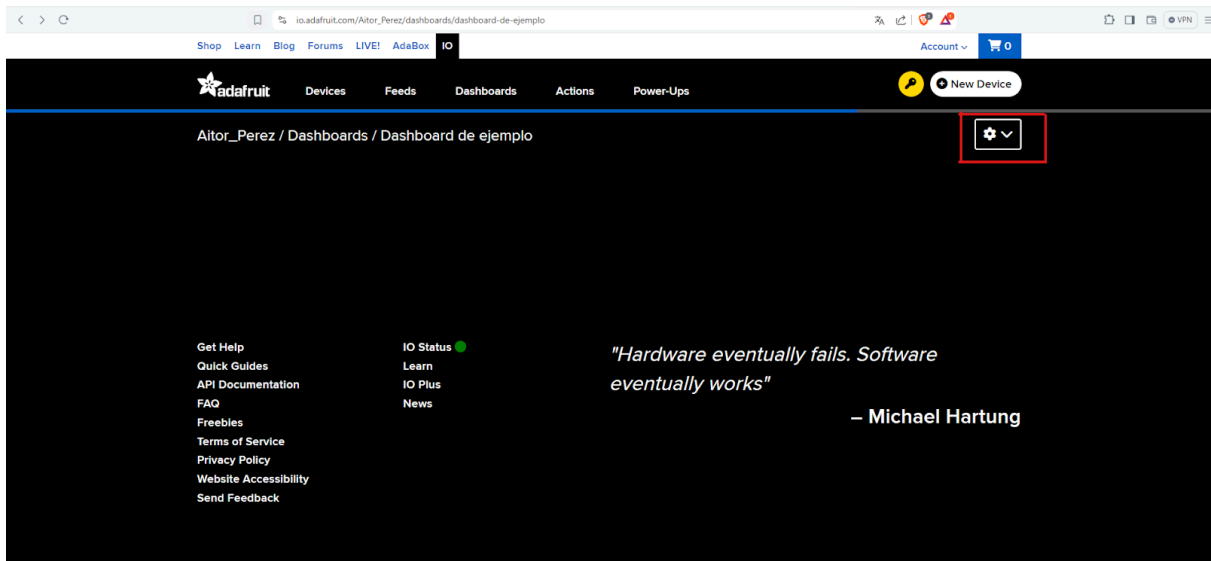 io.adafruit.com/Aitor_Perez/dashboards/dashboard-de-ejemplo
VPN
Shop Learn Blog Forums LIVE! AdaBox IO
Account
0
adafruit Devices Feeds Dashboards Actions Power-Ups
New Device
Aitor_Perez / Dashboards / Dashboard de ejemplo
Get Help
Quick Guides
API Documentation
FAQ
Freebies
Terms of Service
Privacy Policy
Website Accessibility
Send Feedback
IO Status
Learn
IO Plus
News
"Hardware eventually fails. Software
eventually works"
– Michael Hartung